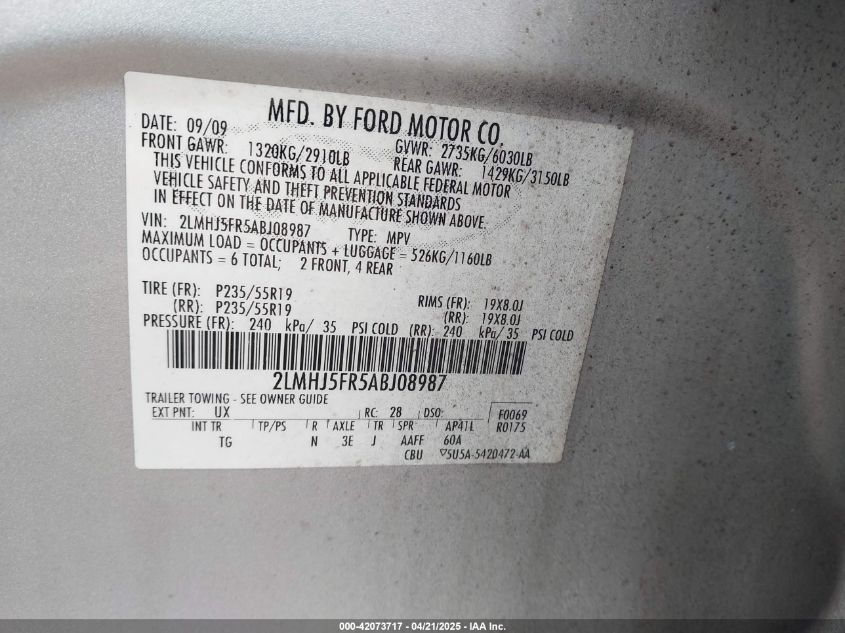 MFD. BY FORD MOTOR CO.
DATE: 09/09 GVWR: 2735KG/6030LB
FRONT GAWR: 1320KG/2910LB REAR GAWR: 1429KG/3150LB
THIS VEHICLE CONFORMS TO ALL APPLICABLE FEDERAL MOTOR
VEHICLE SAFETY AND THEFT PREVENTION STANDARDS
IN EFFECT ON THE DATE OF MANUFACTURE SHOWN ABOVE.
VIN: 2LMHJ5FR5ABJ08987 TYPE: MPV
MAXIMUM LOAD = OCCUPANTS + LUGGAGE = 526KG/1160LB
OCCUPANTS = 6 TOTAL; 2 FRONT, 4 REAR
TIRE (FR): P235/55R19 RIMS (FR): 19X8.0J
(RR): P235/55R19 (RR): 19X8.0J
PRESSURE (FR): 240 kPa/ 35 PSI COLD (RR): 240 kPa/ 35 PSI COLD
2LMHJ5FR5ABJ08987
TRAILER TOWING - SEE OWNER GUIDE
EXT PNT: UX RC: 28 DSO: F0069
INT TR TP/PS R AXLE TR SPR AP41L R0175
TG N 3E J AAFF 60A
CBU ▽5U5A-5420472-AA
000-42073717 - 04/21/2025 - IAA Inc.